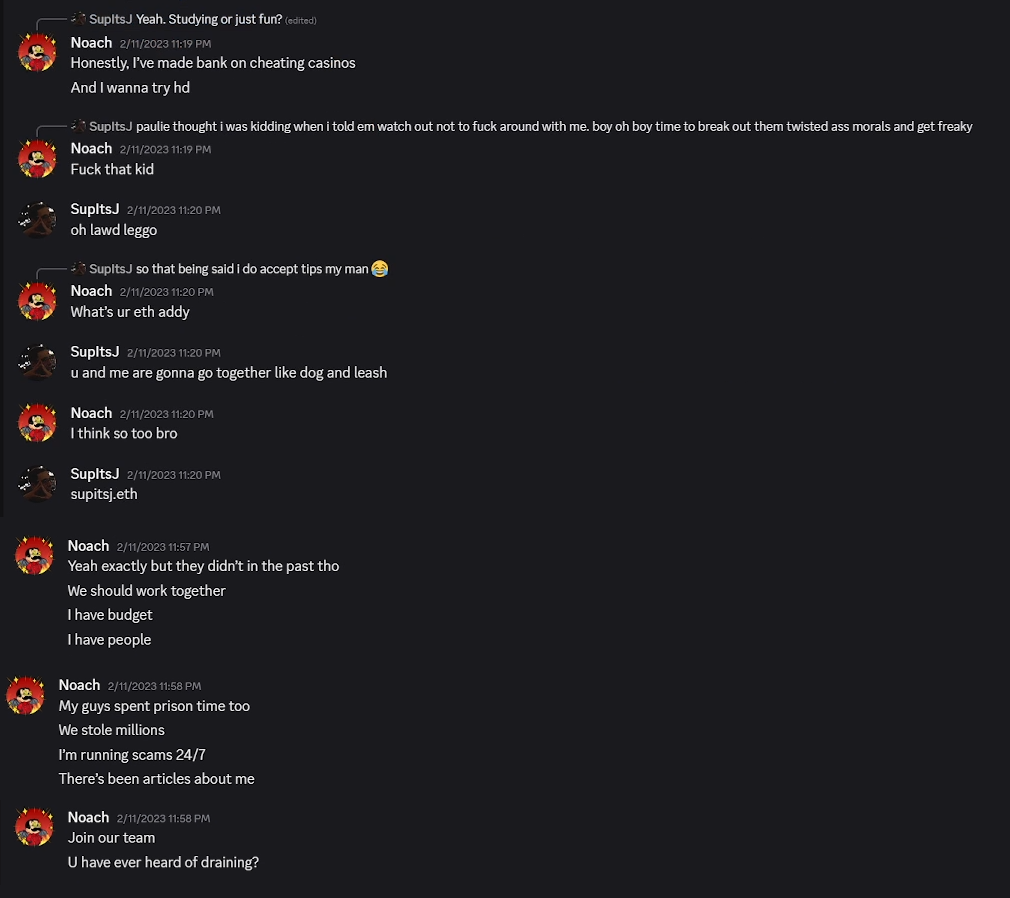 SupItsJ Yeah. Studying or just fun? (edited)
Noach 2/11/2023 11:19 PM
Honestly, I've made bank on cheating casinos
And I wanna try hd
SupItsJ paulie thought i was kidding when i told em watch out not to fuck around with me. boy oh boy time to break out them twisted ass morals and get freaky
Noach 2/11/2023 11:19 PM
Fuck that kid
SupItsJ 2/11/2023 11:20 PM
oh lawd leggo
SupItsJ so that being said i do accept tips my man 😂
Noach 2/11/2023 11:20 PM
What's ur eth addy
SupItsJ 2/11/2023 11:20 PM
u and me are gonna go together like dog and leash
Noach 2/11/2023 11:20 PM
I think so too bro
SupItsJ 2/11/2023 11:20 PM
supitsj.eth
Noach 2/11/2023 11:57 PM
Yeah exactly but they didn't in the past tho
We should work together
I have budget
I have people
Noach 2/11/2023 11:58 PM
My guys spent prison time too
We stole millions
I'm running scams 24/7
There's been articles about me
Noach 2/11/2023 11:58 PM
Join our team
U have ever heard of draining?